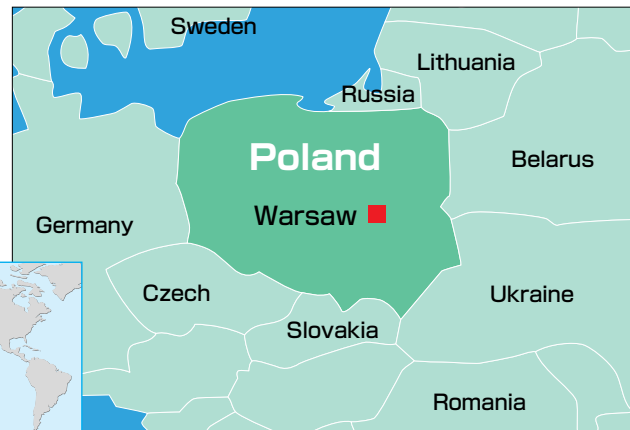 Sweden
Lithuania
Russia
Poland
Belarus
Warsaw
Germany
Czech
Ukraine
Slovakia
Romania